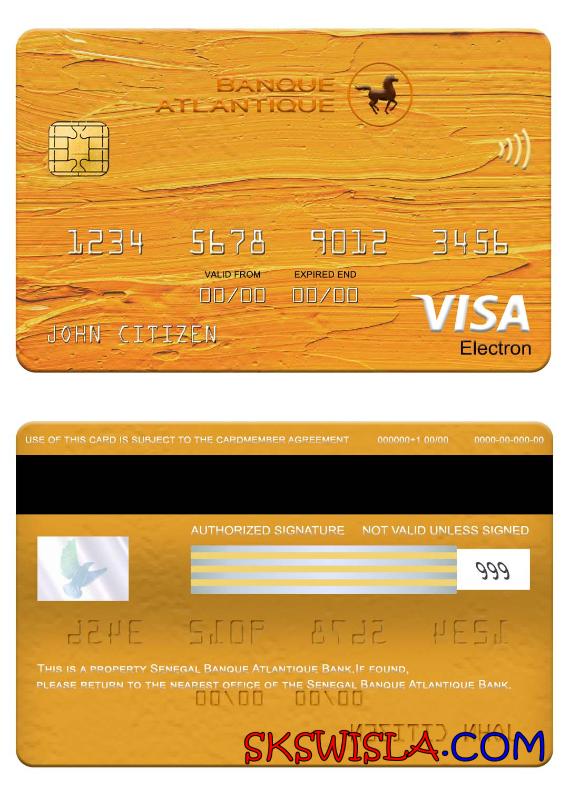 BANQUE
ATLANTIQUE
1234 5678 9012 3456
VALID FROM EXPIRED END
00/00 00/00
JOHN CITIZEN
VISA
Electron
USE OF THIS CARD IS SUBJECT TO THE CARDMEMBER AGREEMENT 000000+1 00/00 0000-00-000-00
AUTHORIZED SIGNATURE NOT VALID UNLESS SIGNED
999
THIS IS A PROPERTY SENEGAL BANQUE ATLANTIQUE BANK,IF FOUND,
PLEASE RETURN TO THE NEAREST OFFICE OF THE SENEGAL BANQUE ATLANTIQUE BANK.
SKSWISLA.COM